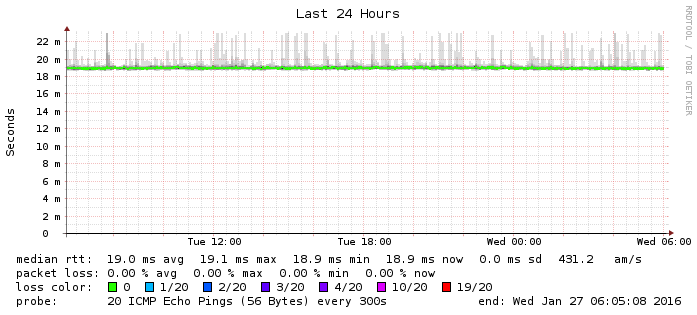 Last 24 Hours
RRDTOOL / TOBI OETIKER
Seconds
22 m
20 m
18 m
16 m
14 m
12 m
10 m
8 m
6 m
4 m
2 m
0
Tue 12:00 Tue 18:00 Wed 00:00 Wed 06:00
median rtt: 19.0 ms avg 19.1 ms max 18.9 ms min 18.9 ms now 0.0 ms sd 431.2 am/s
packet loss: 0.00 % avg 0.00 % max 0.00 % min 0.00 % now
loss color: 0 1/20 2/20 3/20 4/20 10/20 19/20
probe: 20 ICMP Echo Pings (56 Bytes) every 300s end: Wed Jan 27 06:05:08 2016